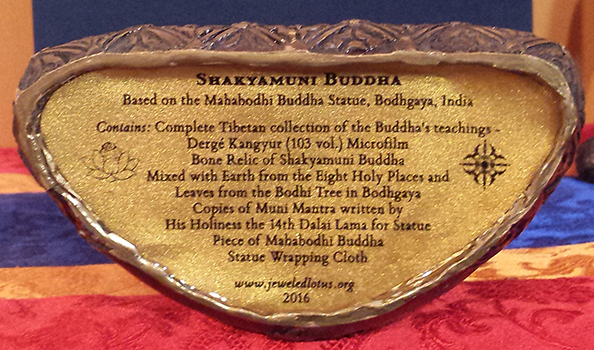 Shakyamuni Buddha
Based on the Mahabodhi Buddha Statue, Bodhgaya, India
Contains: Complete Tibetan collection of the Buddha's teachings -
Dergé Kangyur (103 vol.) Microfilm
Bone Relic of Shakyamuni Buddha
Mixed with Earth from the Eight Holy Places and
Leaves from the Bodhi Tree in Bodhgaya
Copies of Muni Mantra written by
His Holiness the 14th Dalai Lama for Statue
Piece of Mahabodhi Buddha
Statue Wrapping Cloth
www.jeweledlotus.org
2016